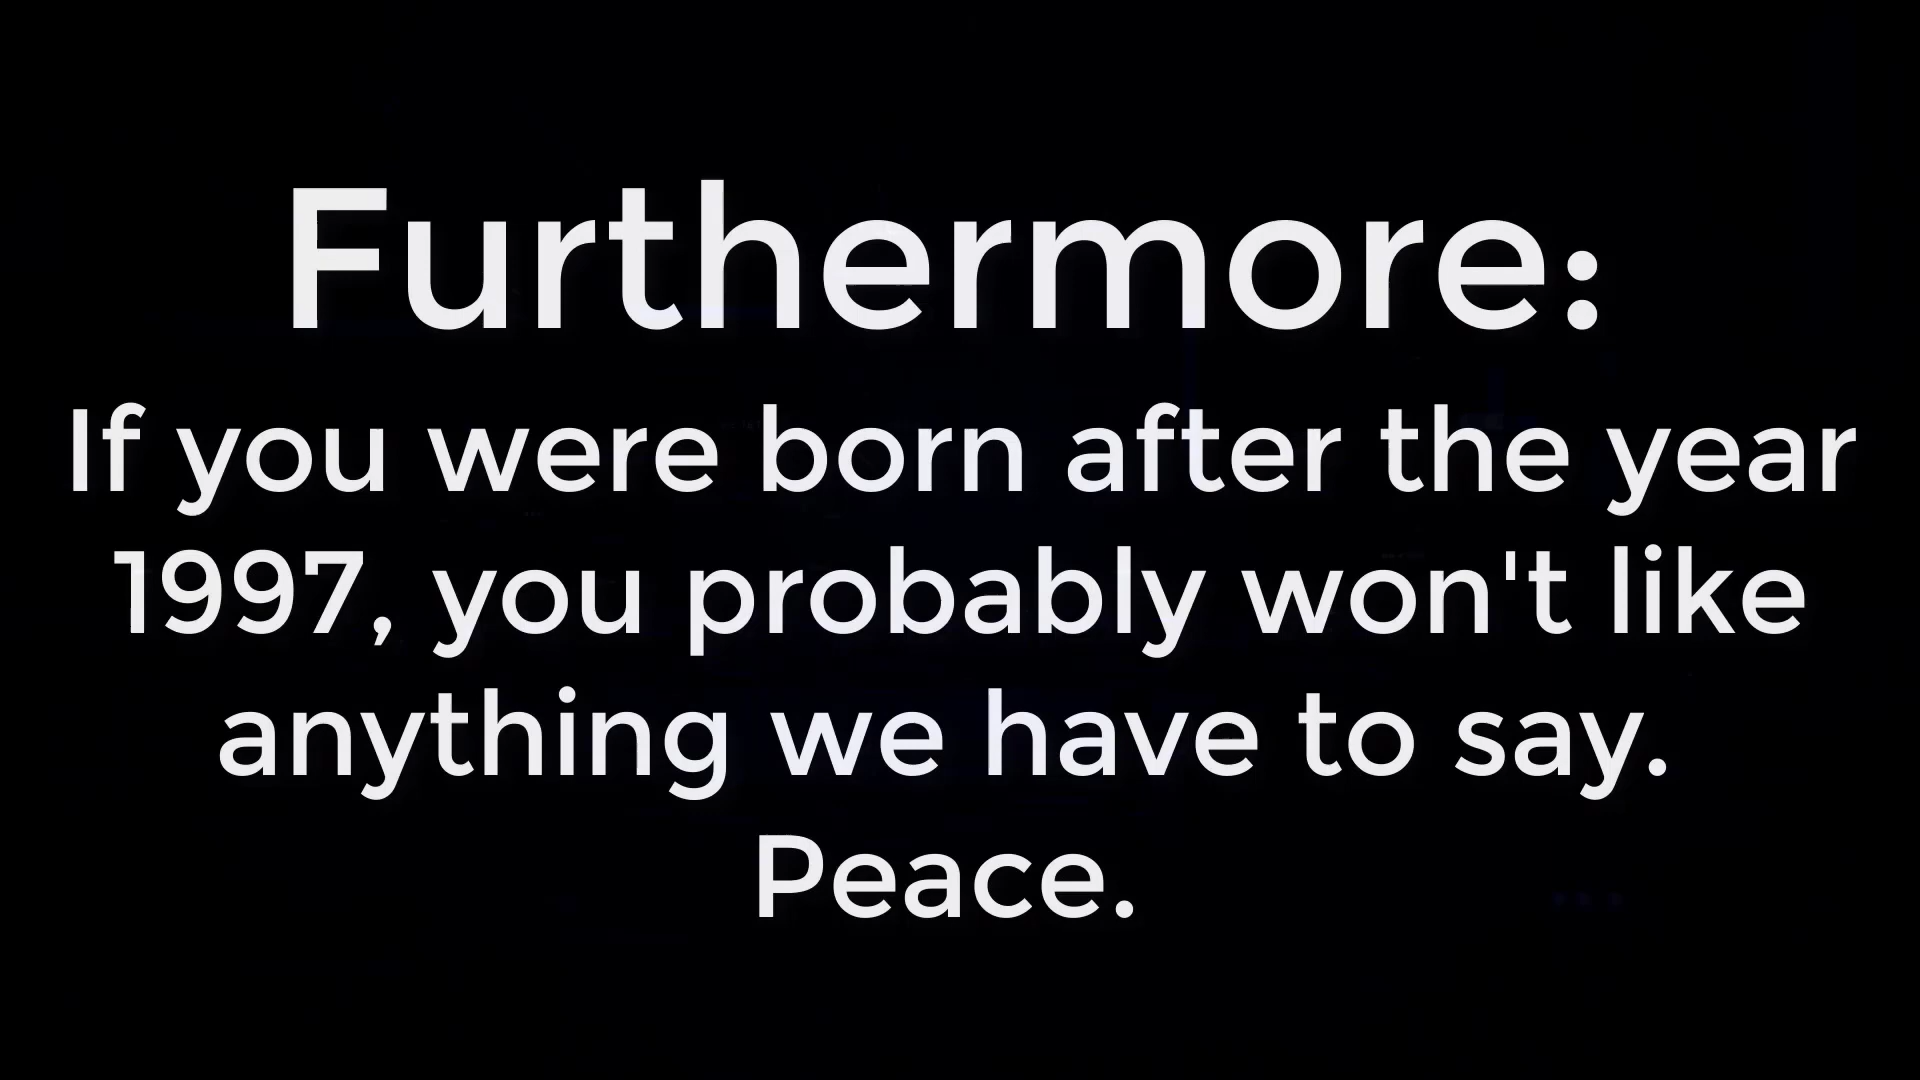 Furthermore:
If you were born after the year
1997, you probably won't like
anything we have to say.
Peace.